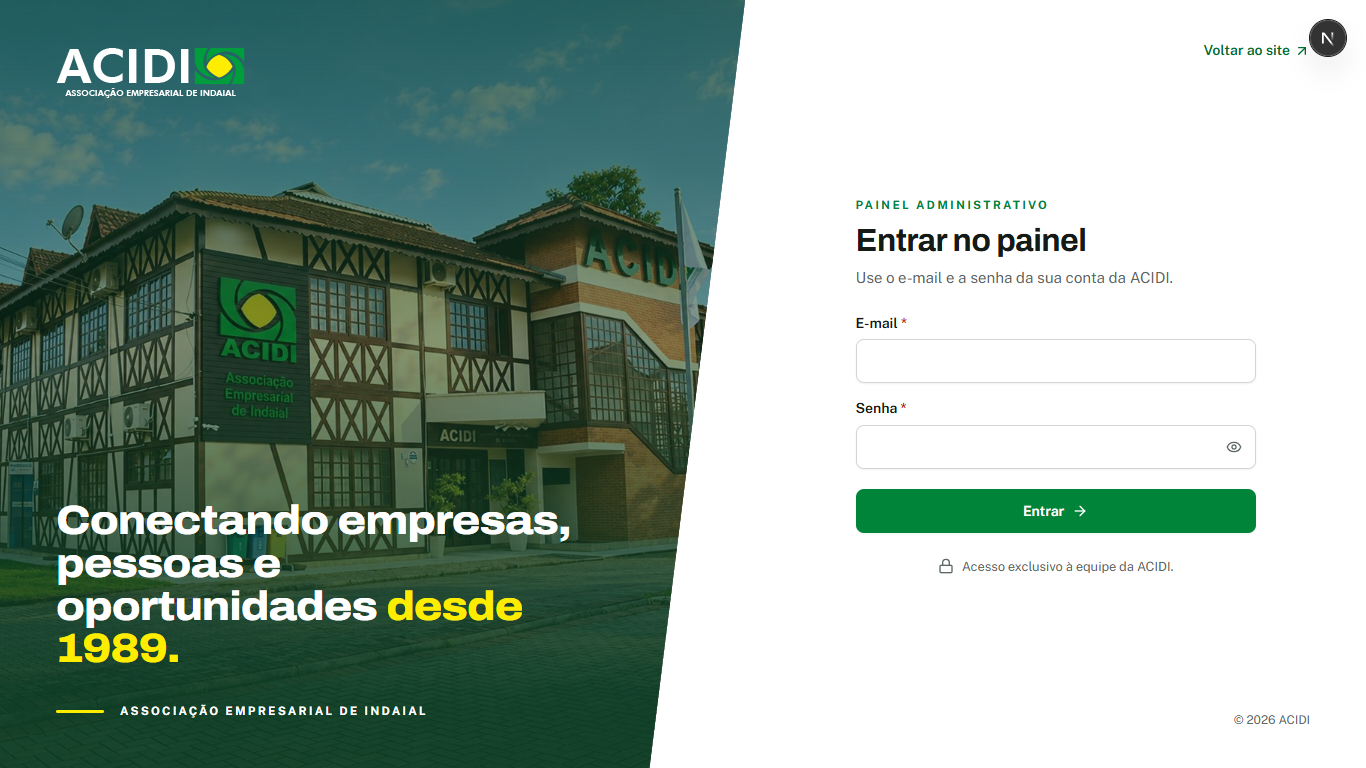 ACIDI
ASSOCIAÇÃO EMPRESARIAL DE INDAIAL
ACIDI
ACIDI
Associação
Empresarial
de Indaial
ACIDI
Conectando empresas,
pessoas e
oportunidades desde
1989.
ASSOCIAÇÃO EMPRESARIAL DE INDAIAL
Voltar ao site
N
PAINEL ADMINISTRATIVO
Entrar no painel
Use o e-mail e a senha da sua conta da ACIDI.
E-mail *
Senha *
Entrar
Acesso exclusivo à equipe da ACIDI.
© 2026 ACIDI